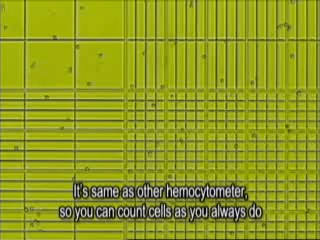 It's same as other hemocytometer,
so you can count cells as you always do